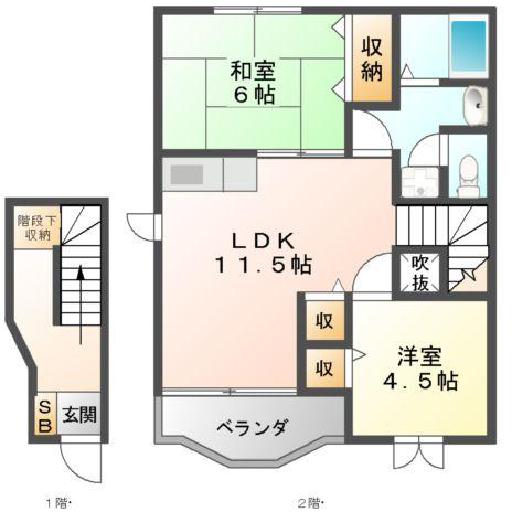 和室
6帖
収
納
階段下
収納
LDK
11.5帖
吹
抜
収
収
洋室
4.5帖
SB
玄関
ベランダ
1階・
2階・